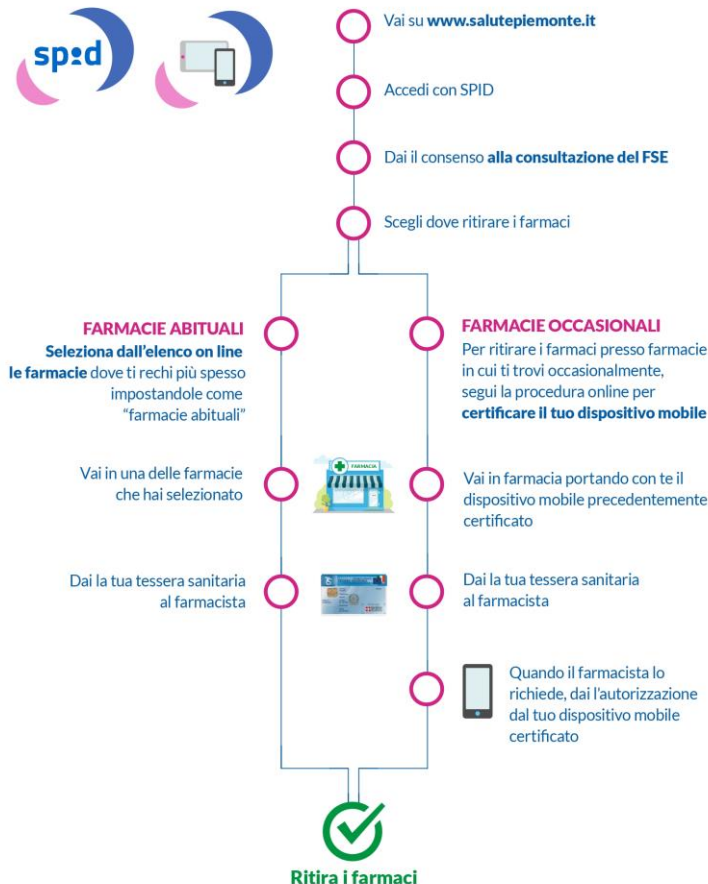 spid
Vai su www.salutepiemonte.it
Accedi con SPID
Dai il consenso alla consultazione del FSE
Scegli dove ritirare i farmaci
FARMACIE ABITUALI
Seleziona dall'elenco on line
le farmacie dove ti rechi più spesso
impostandole come
"farmacie abituali"
FARMACIE OCCASIONALI
Per ritirare i farmaci presso farmacie
in cui ti trovi occasionalmente,
segui la procedura online per
certificare il tuo dispositivo mobile
Vai in una delle farmacie
che hai selezionato
FARMACIA
Vai in farmacia portando con te il
dispositivo mobile precedentemente
certificato
Dai la tua tessera sanitaria
al farmacista
Dai la tua tessera sanitaria
al farmacista
Quando il farmacista lo
richiede, dai l'autorizzazione
dal tuo dispositivo mobile
certificato
Ritira i farmaci